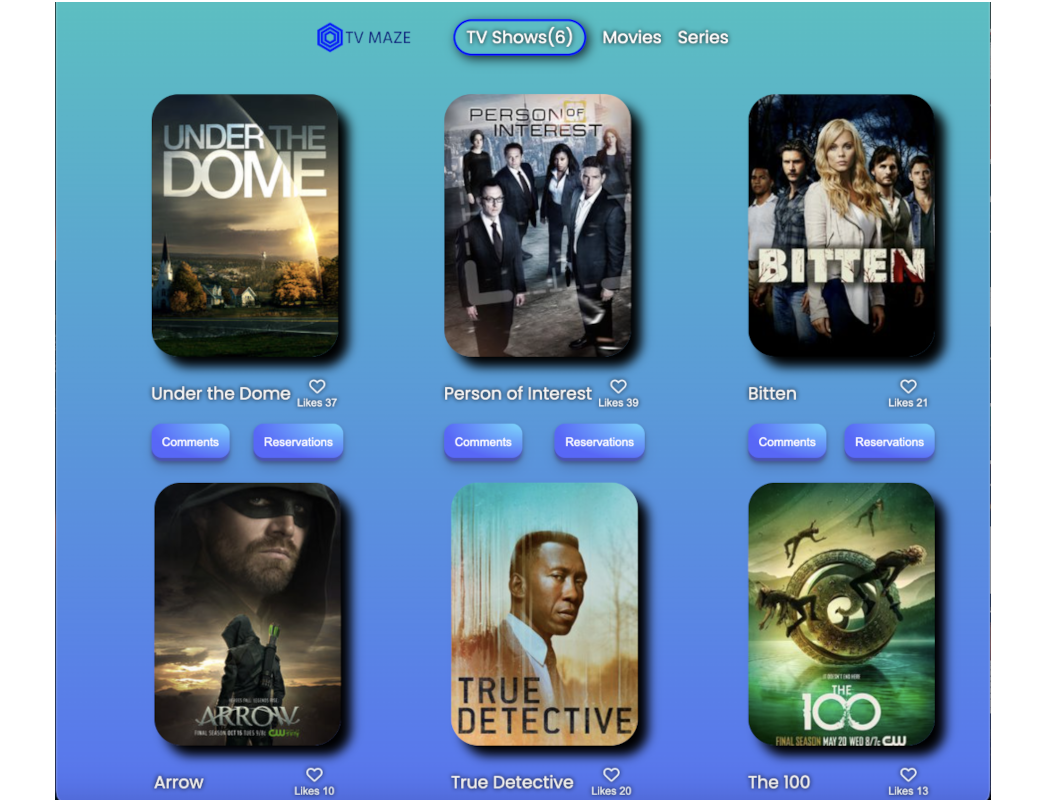 TV MAZE TV Shows(6) Movies Series
UNDER THE
DOME
PERSON OF
INTEREST
BITTEN
Under the Dome
Likes 37
Person of Interest
Likes 39
Bitten
Likes 21
Comments Reservations
Comments Reservations
Comments Reservations
ARROW
FINAL SEASON OCT 15 TUES 9/8c CW
TRUE
DETECTIVE
THE
100
FINAL SEASON MAY 20 WED 8/7c CW
Arrow
Likes 10
True Detective
Likes 20
The 100
Likes 13